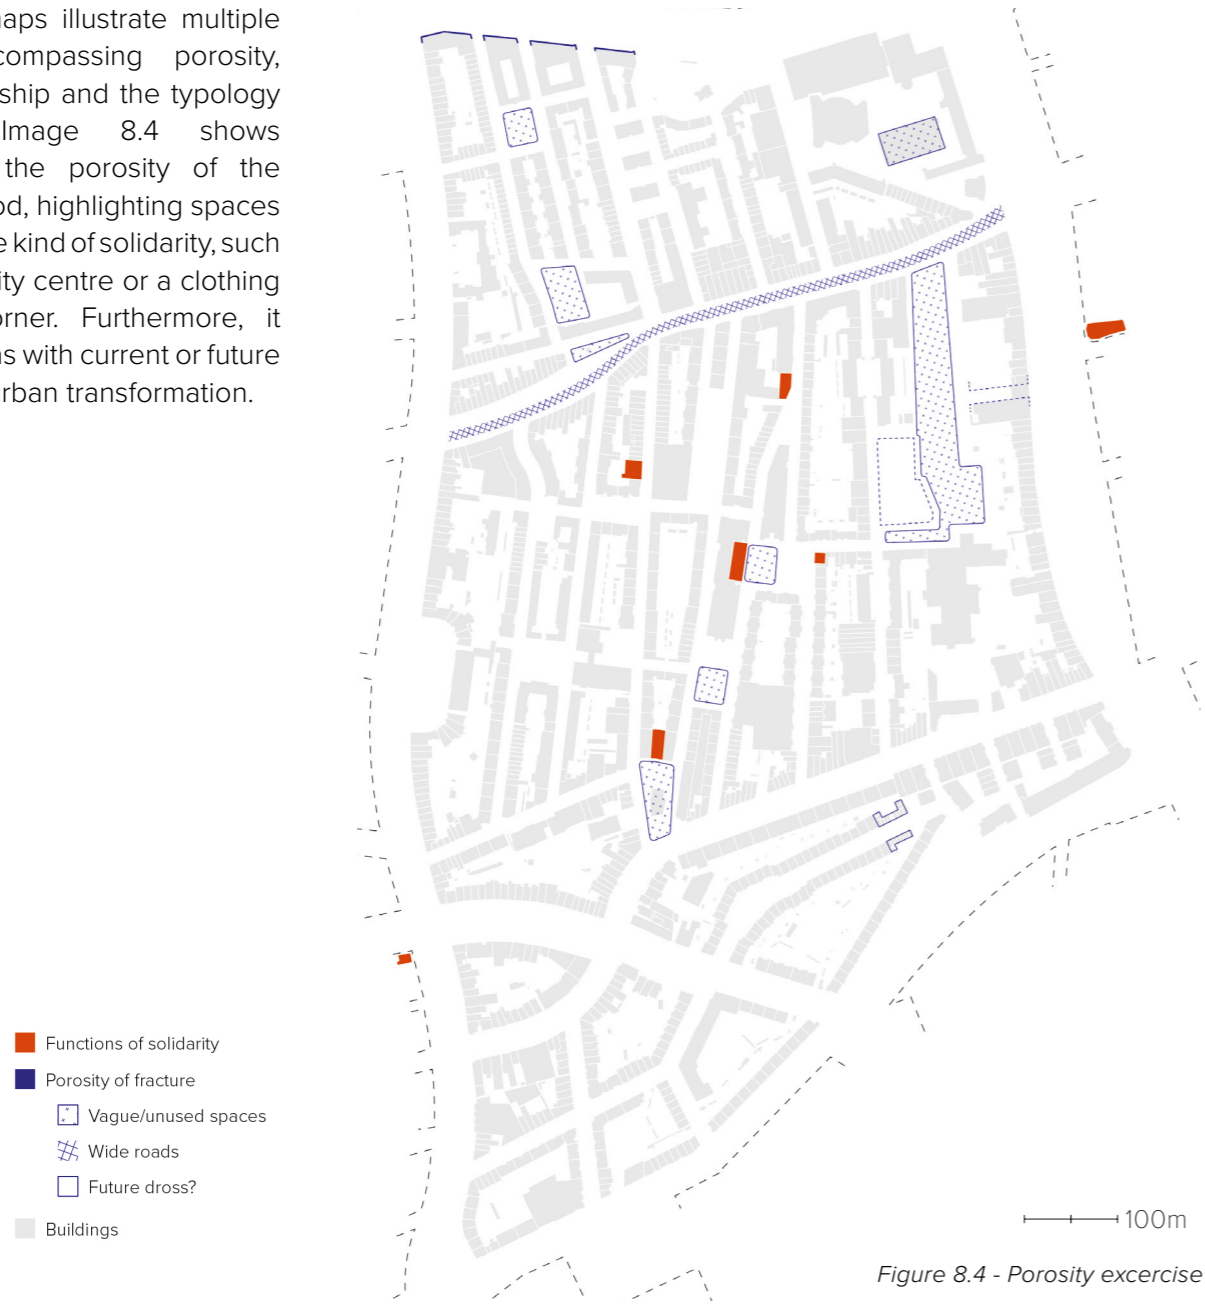 aps illustrate multiple
compassing porosity,
ship and the typology
Image 8.4 shows
the porosity of the
od, highlighting spaces
e kind of solidarity, such
ity centre or a clothing
orner. Furthermore, it
as with current or future
rban transformation.
Functions of solidarity
Porosity of fracture
Vague/unused spaces
Wide roads
Future dross?
Buildings
100m
Figure 8.4 - Porosity excercise